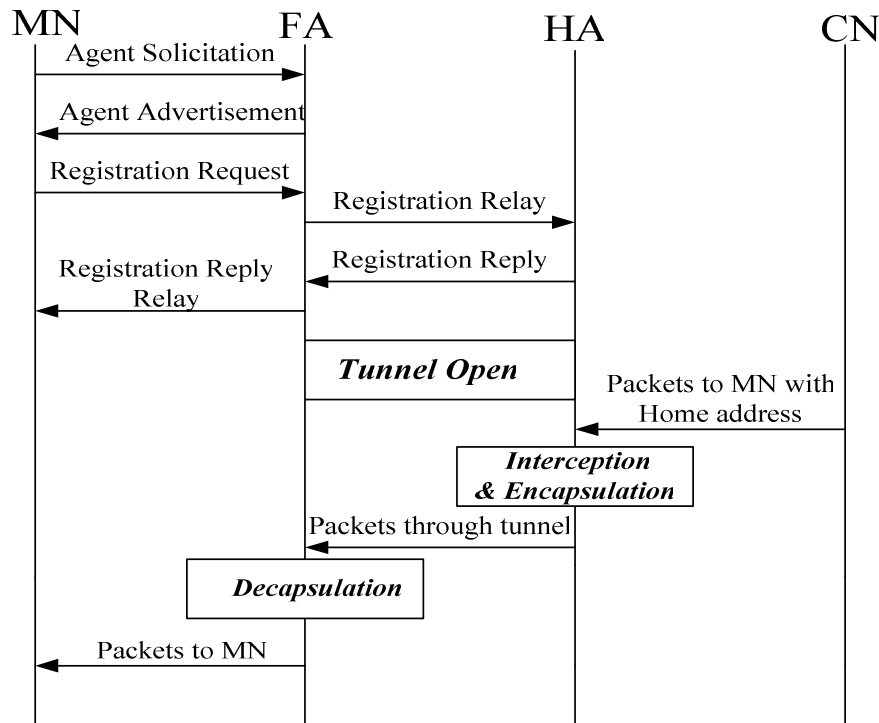 MN FA HA CN
Agent Solicitation
Agent Advertisement
Registration Request
Registration Relay
Registration Reply
Registration Reply
Relay
Tunnel Open
Packets to MN with
Home address
Interception
& Encapsulation
Packets through tunnel
Decapsulation
Packets to MN